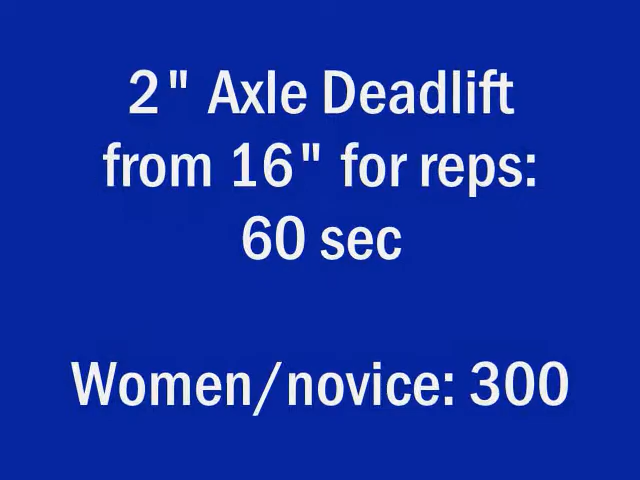 2" Axle Deadlift
from 16" for reps:
60 sec
Women/novice: 300